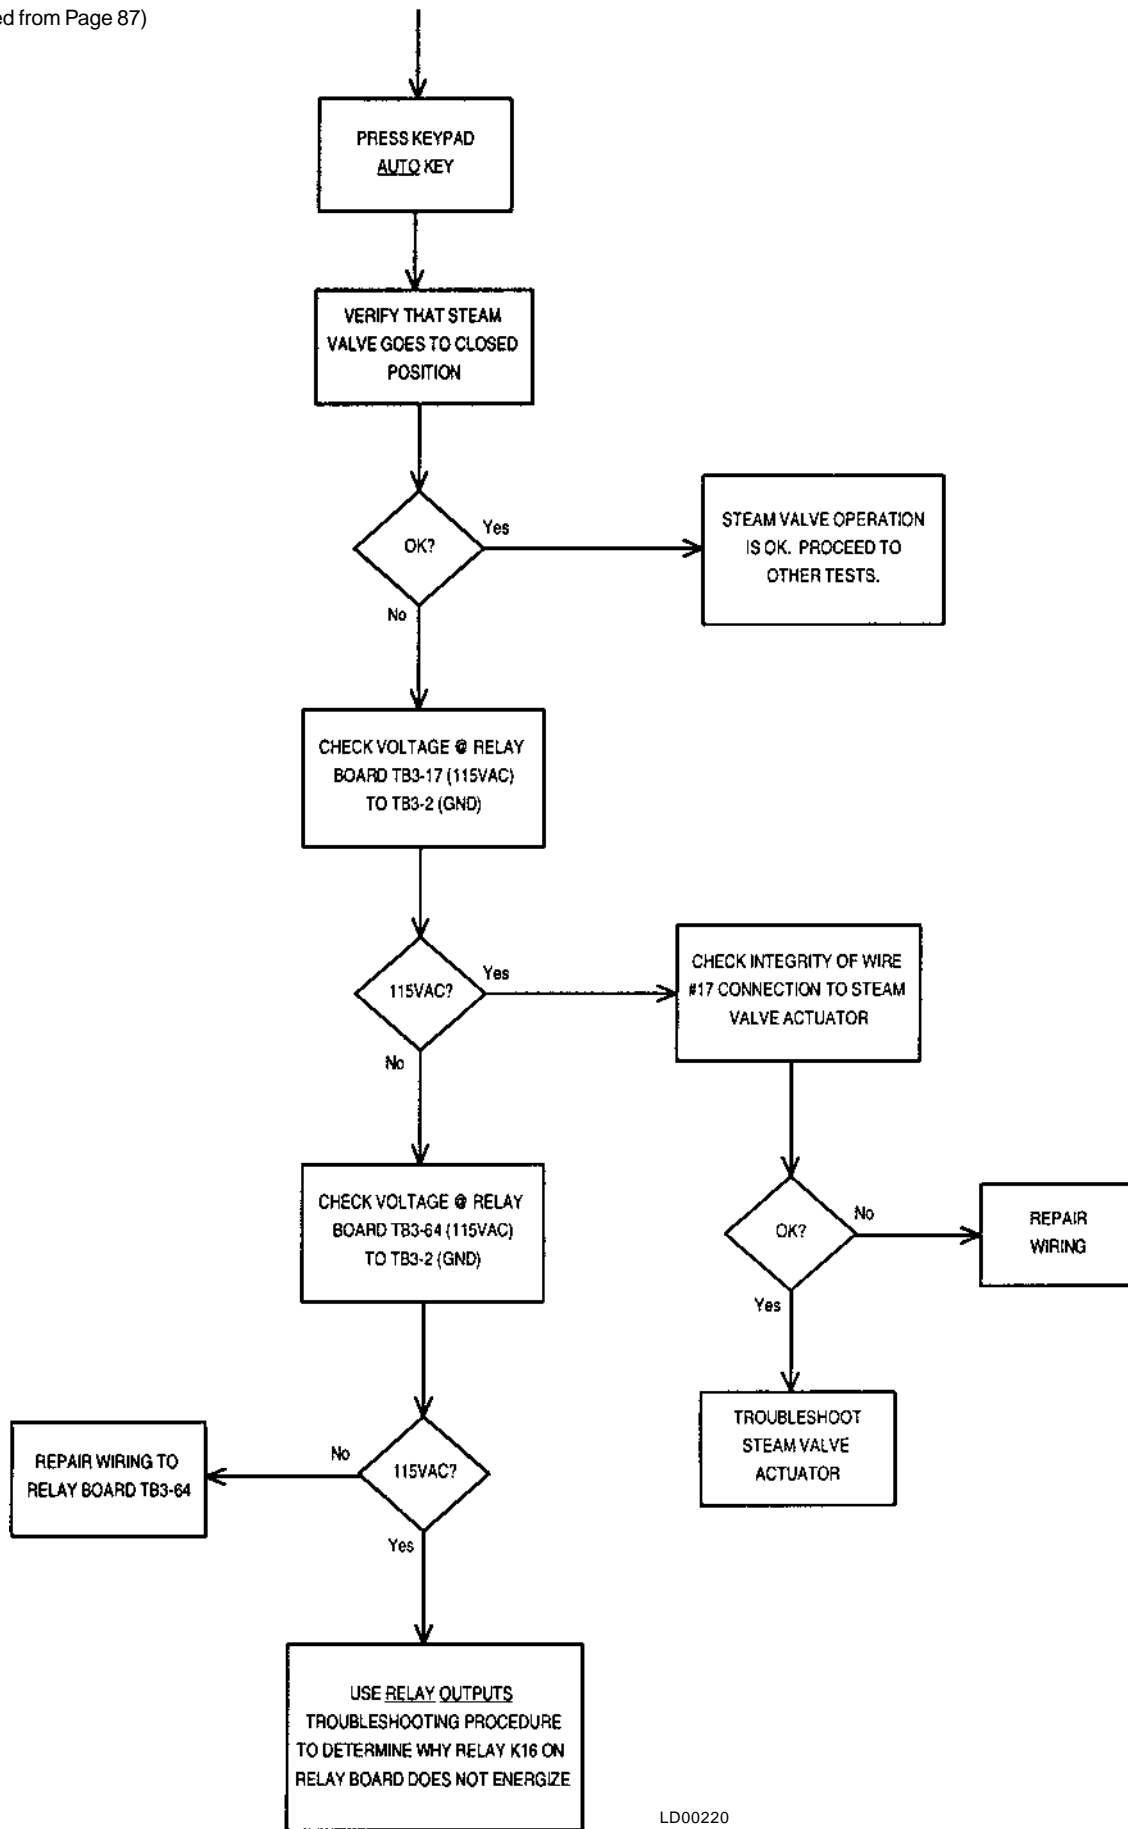 ed from Page 87)
PRESS KEYPAD
AUTO KEY
VERIFY THAT STEAM
VALVE GOES TO CLOSED
POSITION
OK?
Yes
STEAM VALVE OPERATION
IS OK. PROCEED TO
OTHER TESTS.
No
CHECK VOLTAGE @ RELAY
BOARD TB3-17 (115VAC)
TO TB3-2 (GND)
115VAC?
Yes
CHECK INTEGRITY OF WIRE
#17 CONNECTION TO STEAM
VALVE ACTUATOR
No
CHECK VOLTAGE @ RELAY
BOARD TB3-64 (115VAC)
TO TB3-2 (GND)
OK?
No
REPAIR
WIRING
Yes
TROUBLESHOOT
STEAM VALVE
ACTUATOR
115VAC?
No
REPAIR WIRING TO
RELAY BOARD TB3-64
Yes
USE RELAY OUTPUTS
TROUBLESHOOTING PROCEDURE
TO DETERMINE WHY RELAY K16 ON
RELAY BOARD DOES NOT ENERGIZE
LD00220